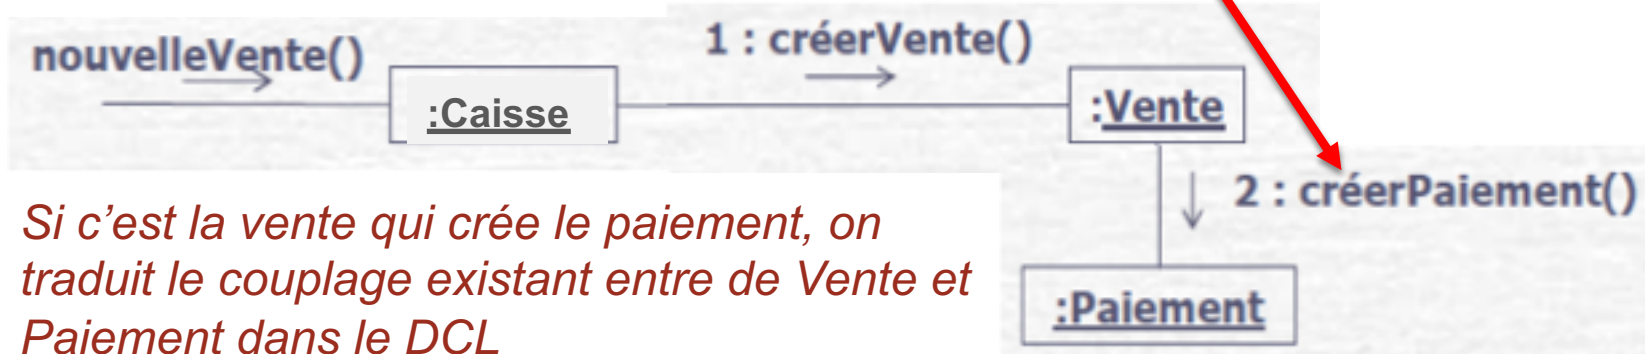 nouvelleVente()
1 : créerVente()
:Caisse
:Vente
2 : créerPaiement()
Si c’est la vente qui crée le paiement, on
traduit le couplage existant entre de Vente et
Paiement dans le DCL
:Paiement